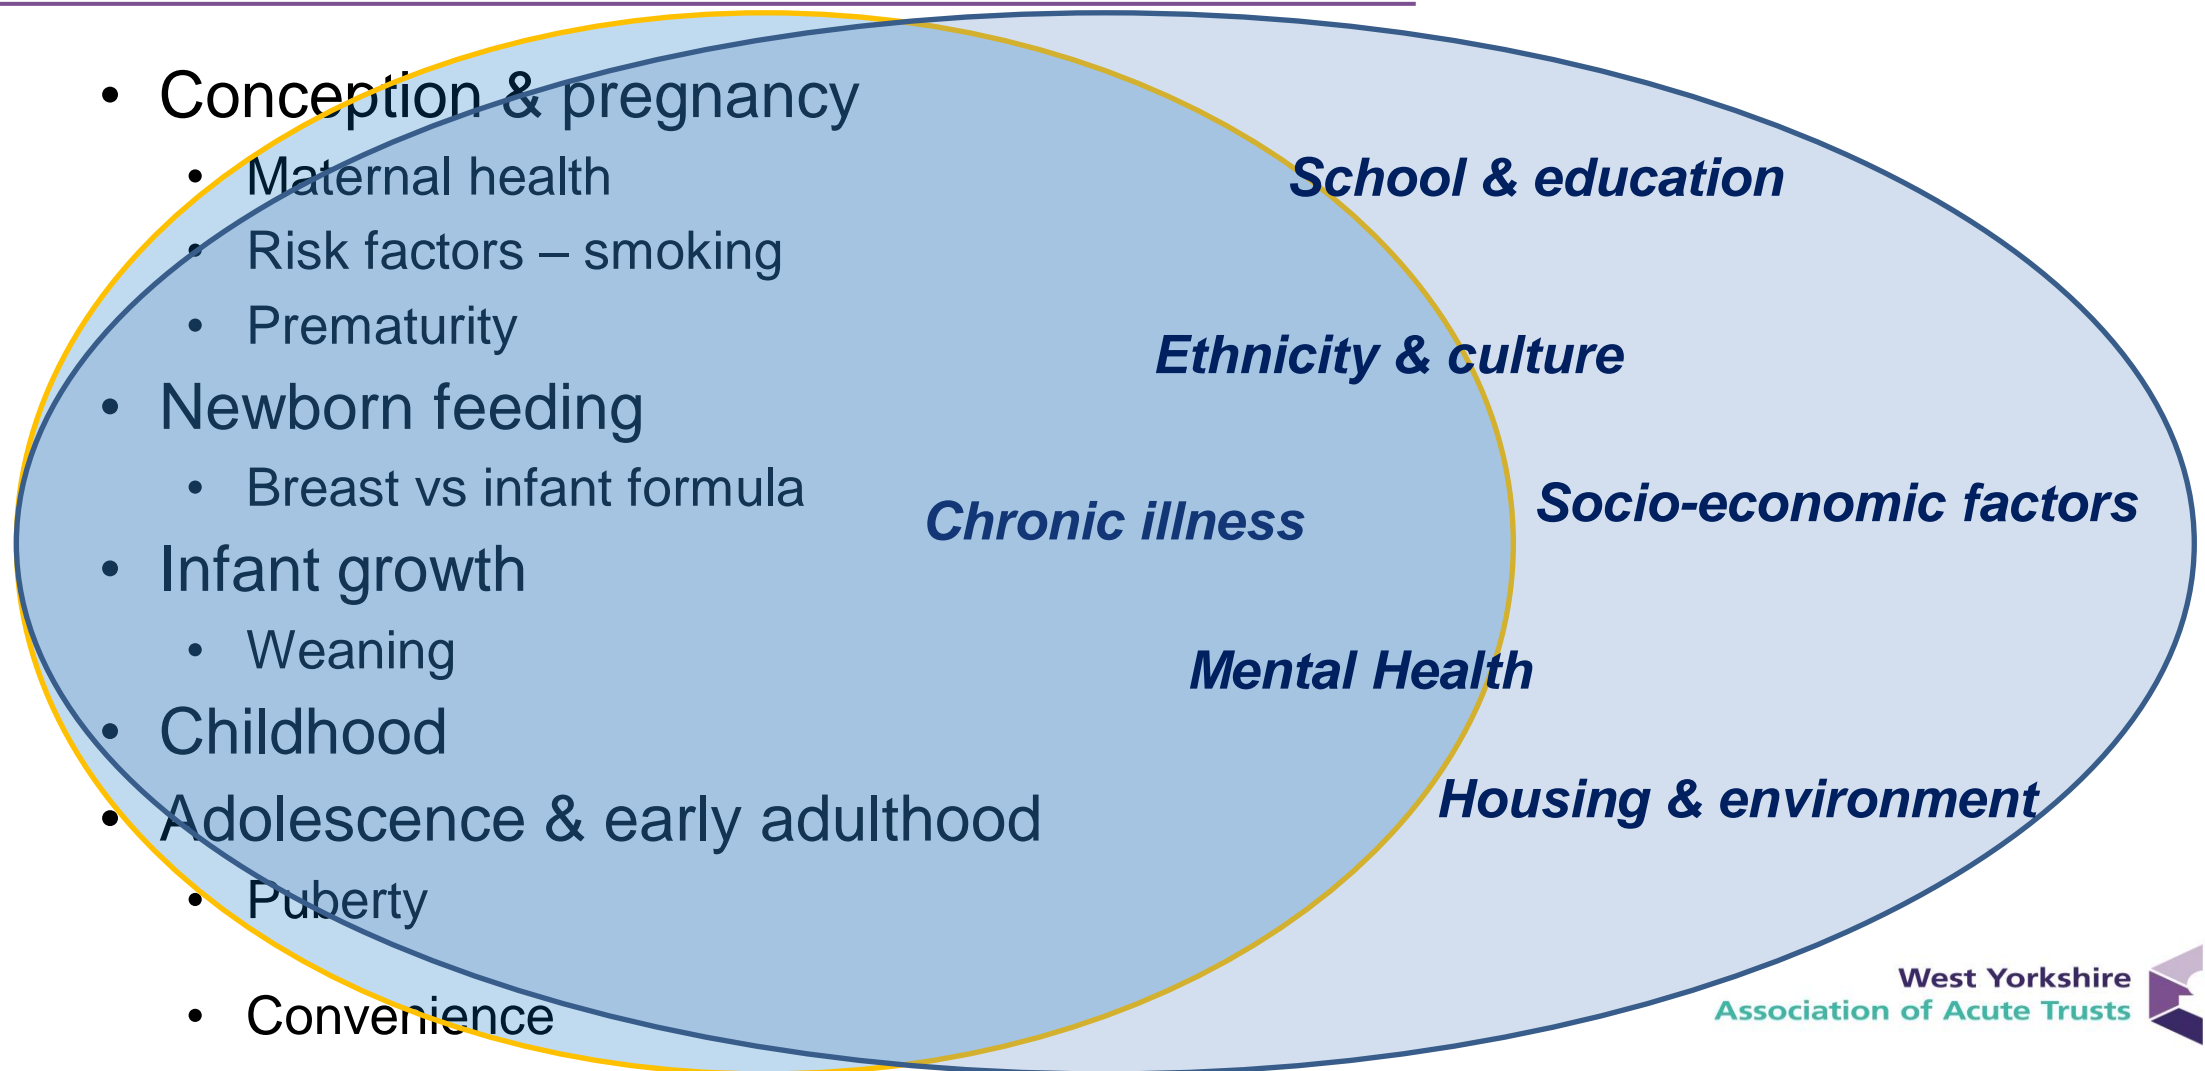 • Conception & pregnancy
• Maternal health
• Risk factors – smoking
• Prematurity
• Newborn feeding
• Breast vs infant formula
• Infant growth
• Weaning
• Childhood
• Adolescence & early adulthood
• Puberty
• Convenience
School & education
Ethnicity & culture
Socio-economic factors
Chronic illness
Mental Health
Housing & environment
West Yorkshire
Association of Acute Trusts